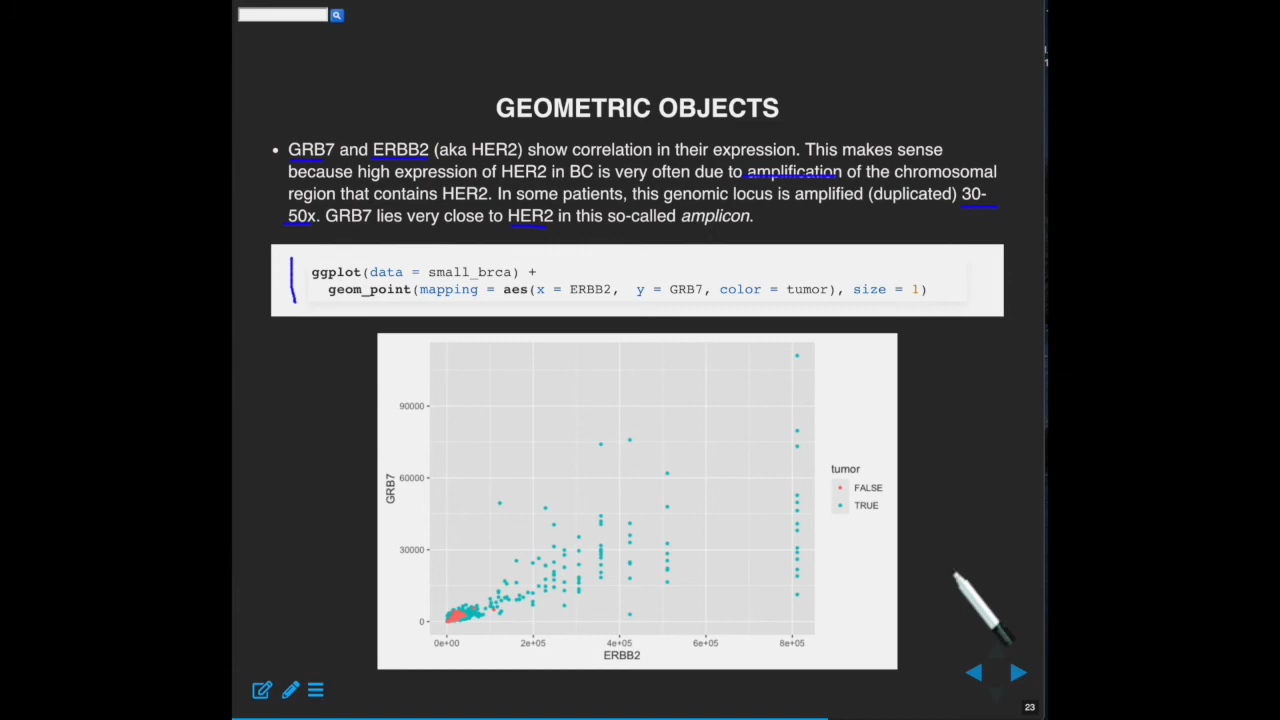 GEOMETRIC OBJECTS
• GRB7 and ERBB2 (aka HER2) show correlation in their expression. This makes sense
because high expression of HER2 in BC is very often due to amplification of the chromosomal
region that contains HER2. In some patients, this genomic locus is amplified (duplicated) 30-
50x. GRB7 lies very close to HER2 in this so-called amplicon.
ggplot(data = small_brca) +
geom_point(mapping = aes(x = ERBB2, y = GRB7, color = tumor), size = 1)
90000
60000
30000
0
GRB7
0e+00 2e+05 4e+05 6e+05 8e+05
ERBB2
tumor
FALSE
TRUE
23